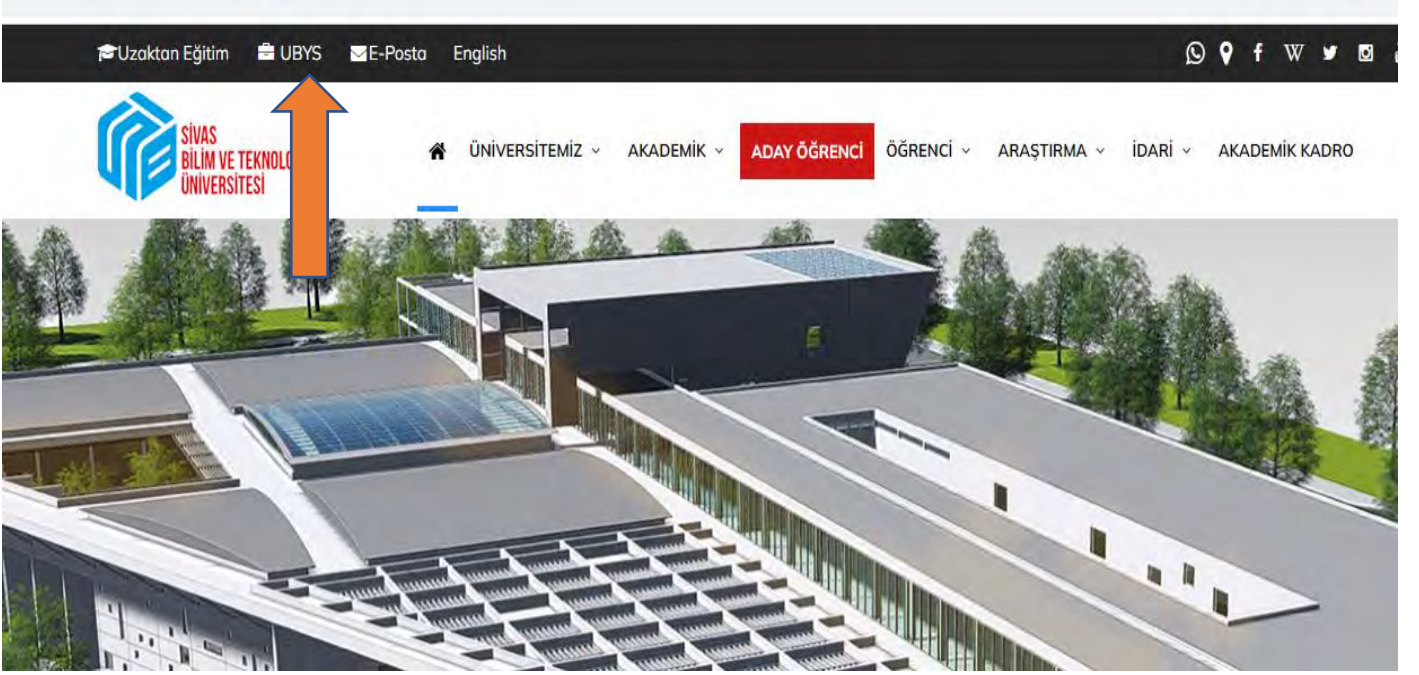 Uzaktan Eğitim UBYS E-Posta English
SİVAS
BİLİM VE TEKNOLO
ÜNİVERSİTESİ
ÜNİVERSİTEMİZ AKADEMİK ADAY ÖĞRENCİ ÖĞRENCİ ARAŞTIRMA İDARİ AKADEMİK KADRO